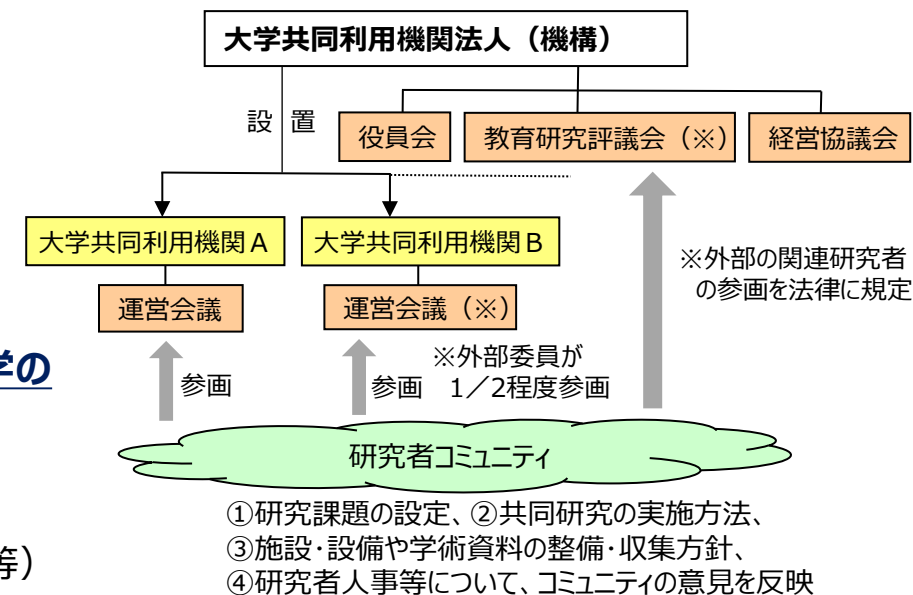 大学共同利用機関法人（機構）
設 置
役員会
教育研究評議会（※）
経営協議会
大学共同利用機関Ａ
大学共同利用機関Ｂ
※外部の関連研究者
の参画を法律に規定
運営会議
運営会議（※）
学の
参画
参画
※外部委員が
1／2程度参画
研究者コミュニティ
①研究課題の設定、②共同研究の実施方法、
③施設・設備や学術資料の整備・収集方針、
等）
④研究者人事等について、コミュニティの意見を反映